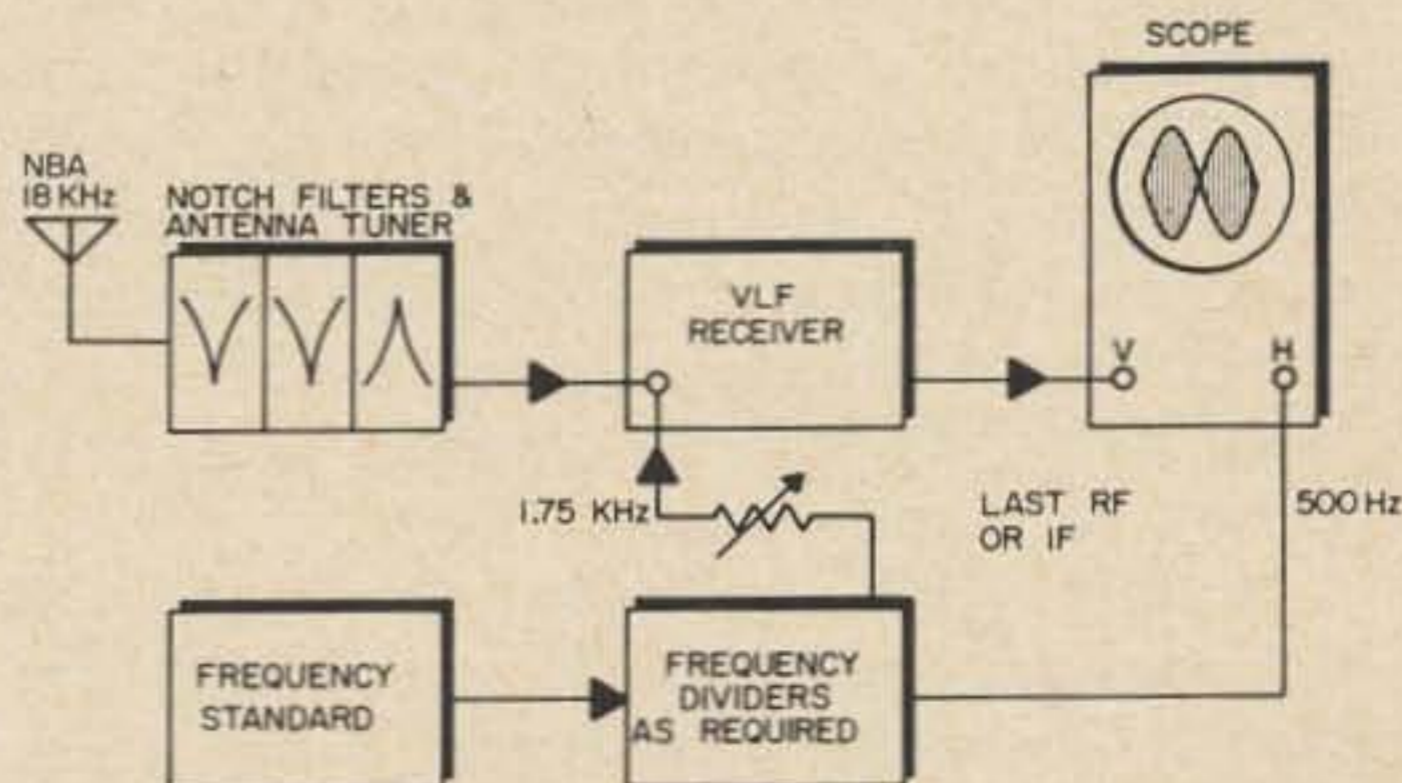 SCOPE
NBA
18 KHz
NOTCH FILTERS &
ANTENNA TUNER
VLF
RECEIVER
V
H
1.75 KHz
LAST RF
OR IF
500 Hz
FREQUENCY
STANDARD
FREQUENCY
DIVIDERS
AS REQUIRED